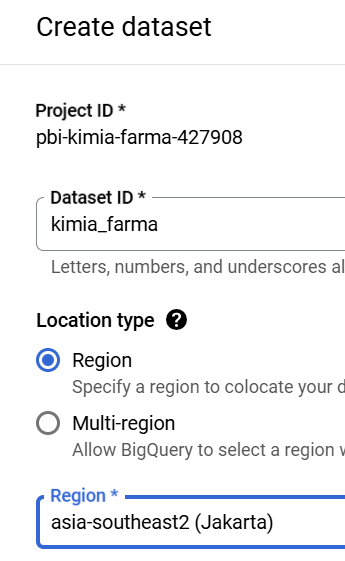 Create dataset
Project ID *
pbi-kimia-farma-427908
Dataset ID *
kimia_farma
Letters, numbers, and underscores al
Location type ?
Region
Specify a region to colocate your d
Multi-region
Allow BigQuery to select a region w
Region *
asia-southeast2 (Jakarta)